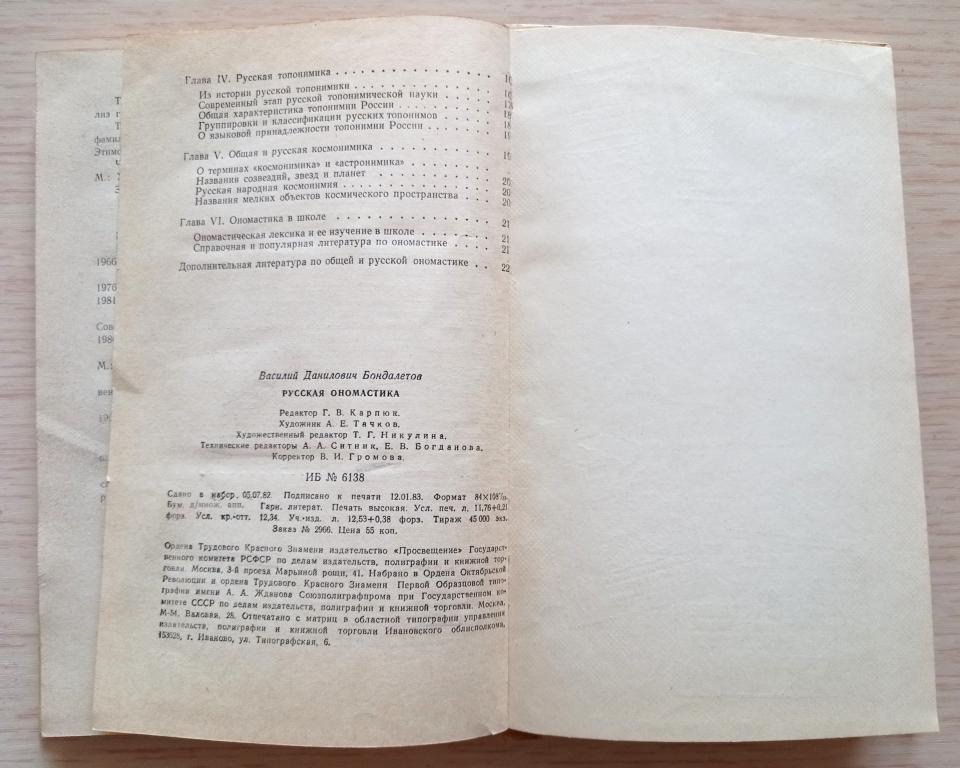 Глава IV. Русская топонимика
Из истории русской топонимики
Современный этап русской топонимической науки
Общая характеристика топонимии России
Группировки и классификации русских топонимов
О языковой принадлежности топонимии России
Глава V. Общая и русская космонимика
О терминах «космонимика» и «астронимика»
Названия созвездий, звезд и планет
Русская народная космонимия
Названия мелких объектов космического пространства
Глава VI. Ономастика в школе
Ономастическая лексика и ее изучение в школе
Справочная и популярная литература по ономастике
Дополнительная литература по общей и русской ономастике
Василий Данилович Бондалетов
РУССКАЯ ОНОМАСТИКА
Редактор Г. В. Карпюк.
Художник А. Е. Тачков.
Художественный редактор Т. Г. Никулина.
Технические редакторы А. А. Ситник, Е. В. Богданова.
Корректор В. И. Громова.
ИБ № 6138
Сдано в набор. 05.07.82. Подписано к печати 12.01.83. Формат 84×108¹/₃₂.
Бум. д/множ. апп. Гарн. литерат. Печать высокая. Усл. печ. л. 11,76+0,21
форз. Усл. кр.-отт. 12,34. Уч.-изд. л. 12,53+0,38 форз. Тираж 45 000 экз.
Заказ № 2966. Цена 55 коп.
Ордена Трудового Красного Знамени издательство «Просвещение» Государст-
венного комитета РСФСР по делам издательств, полиграфии и книжной тор-
говли. Москва, 3-й проезд Марьиной рощи, 41. Набрано в Ордена Октябрьской
Революции и ордена Трудового Красного Знамени Первой Образцовой типо-
графии имени А. А. Жданова Союзполиграфпрома при Государственном ко-
митете СССР по делам издательств, полиграфии и книжной торговли. Москва,
М-54, Валовая, 28. Отпечатано с матриц в областной типографии управления
издательств, полиграфии и книжной торговли Ивановского облисполкома,
153628, г. Иваново, ул. Типографская, 6.